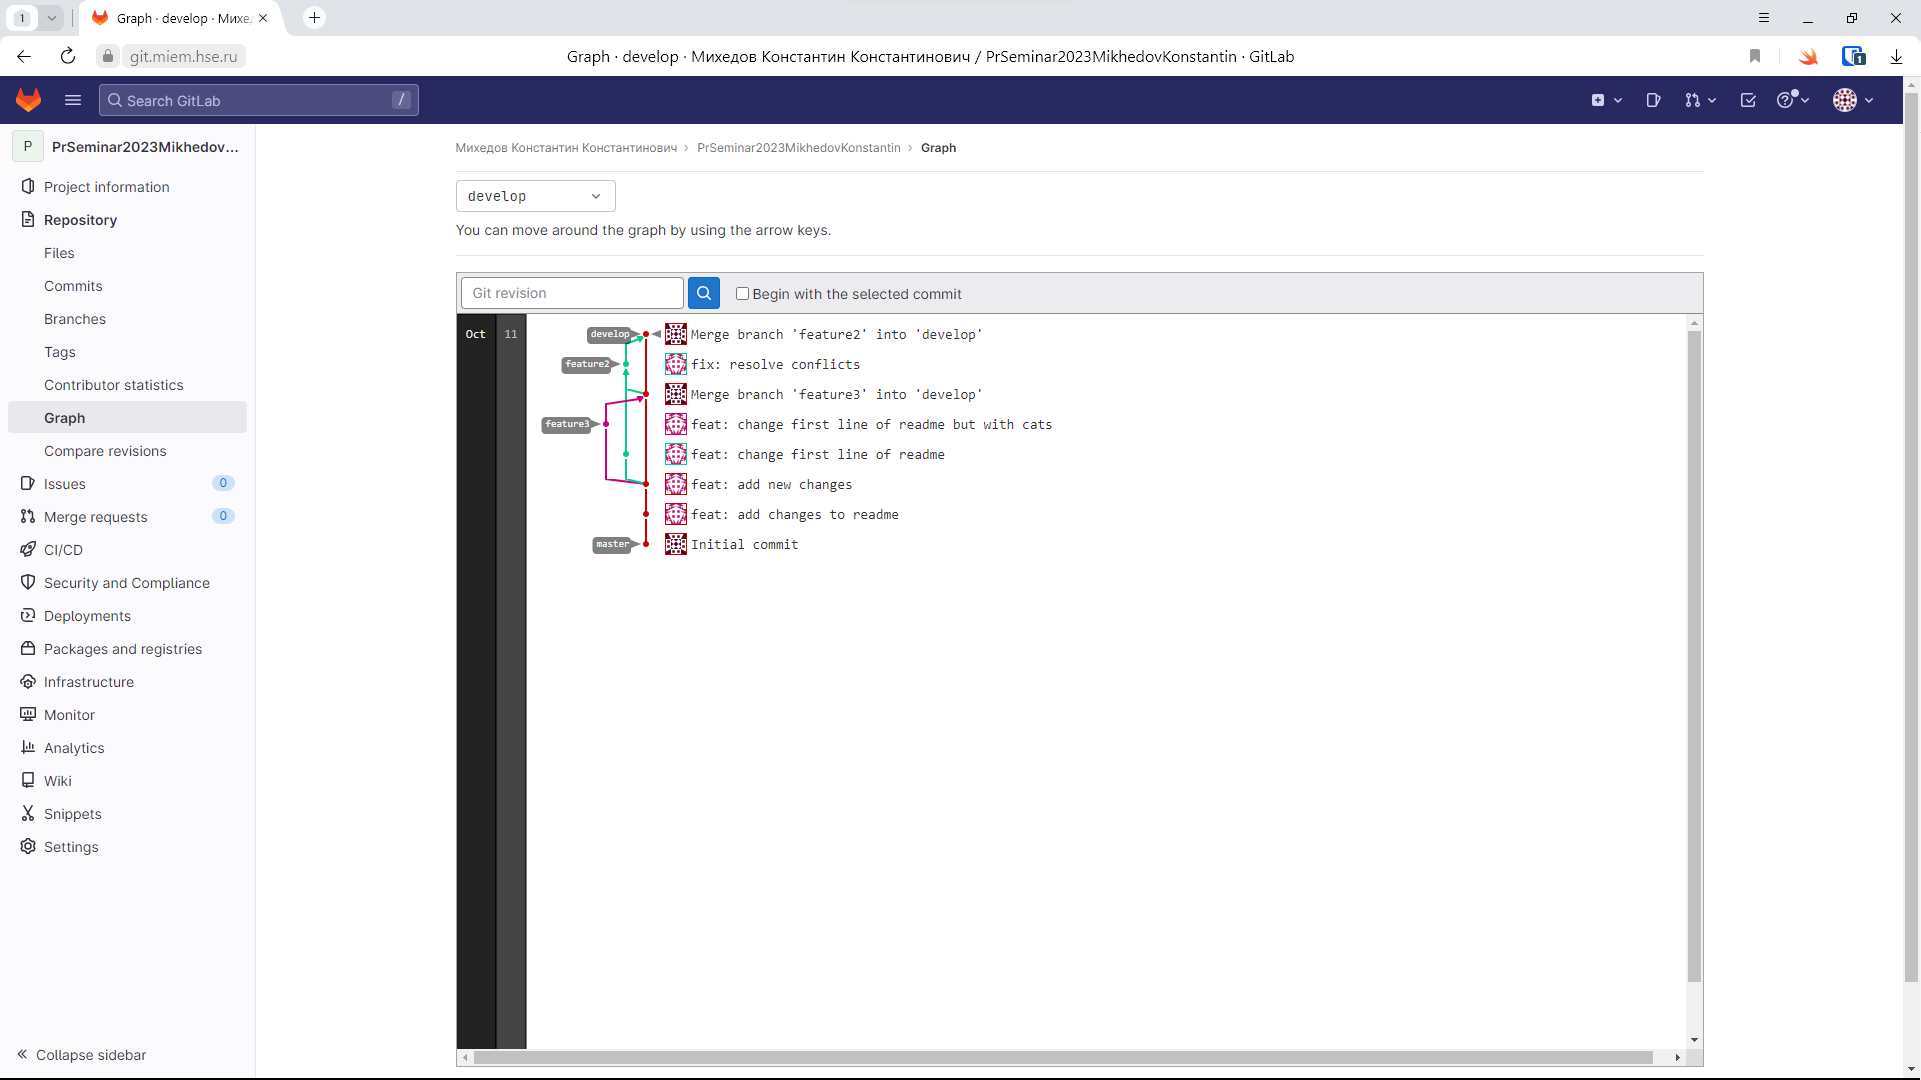 1
Graph · develop · Михе
git.miem.hse.ru
Graph · develop · Михедов Константин Константинович / PrSeminar2023MikhedovKonstantin · GitLab
1
Search GitLab
/
P
PrSeminar2023Mikhedov...
Project information
Repository
Files
Commits
Branches
Tags
Contributor statistics
Graph
Compare revisions
Issues 0
Merge requests 0
CI/CD
Security and Compliance
Deployments
Packages and registries
Infrastructure
Monitor
Analytics
Wiki
Snippets
Settings
Collapse sidebar
Михедов Константин Константинович › PrSeminar2023MikhedovKonstantin › Graph
develop
You can move around the graph by using the arrow keys.
Git revision
Begin with the selected commit
Oct 11
develop Merge branch 'feature2' into 'develop'
feature2 fix: resolve conflicts
Merge branch 'feature3' into 'develop'
feature3 feat: change first line of readme but with cats
feat: change first line of readme
feat: add new changes
feat: add changes to readme
master Initial commit